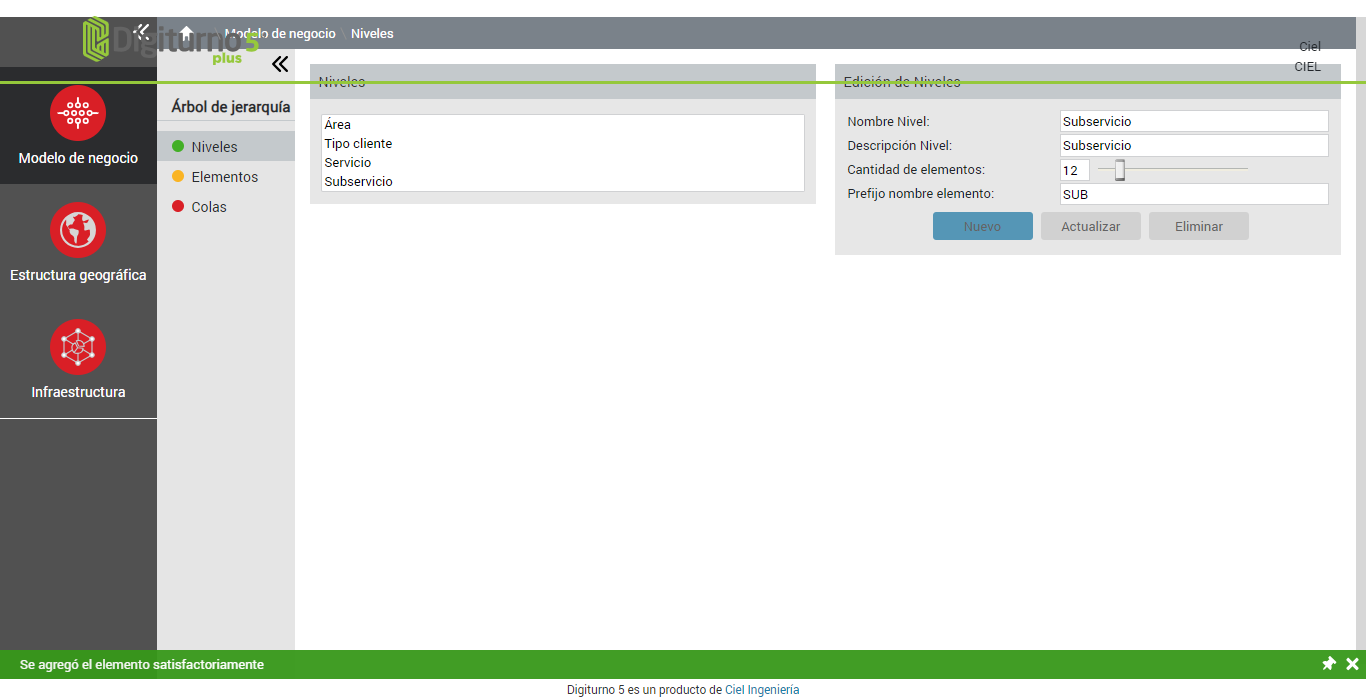 Digiturno 5
plus
Modelo de negocio
Niveles
Ciel
CIEL
Modelo de negocio
Estructura geográfica
Infraestructura
Árbol de jerarquía
Niveles
Elementos
Colas
Niveles
Área
Tipo cliente
Servicio
Subservicio
Edición de Niveles
Nombre Nivel: Subservicio
Descripción Nivel: Subservicio
Cantidad de elementos: 12
Prefijo nombre elemento: SUB
Nuevo Actualizar Eliminar
Se agregó el elemento satisfactoriamente
Digiturno 5 es un producto de Ciel Ingeniería